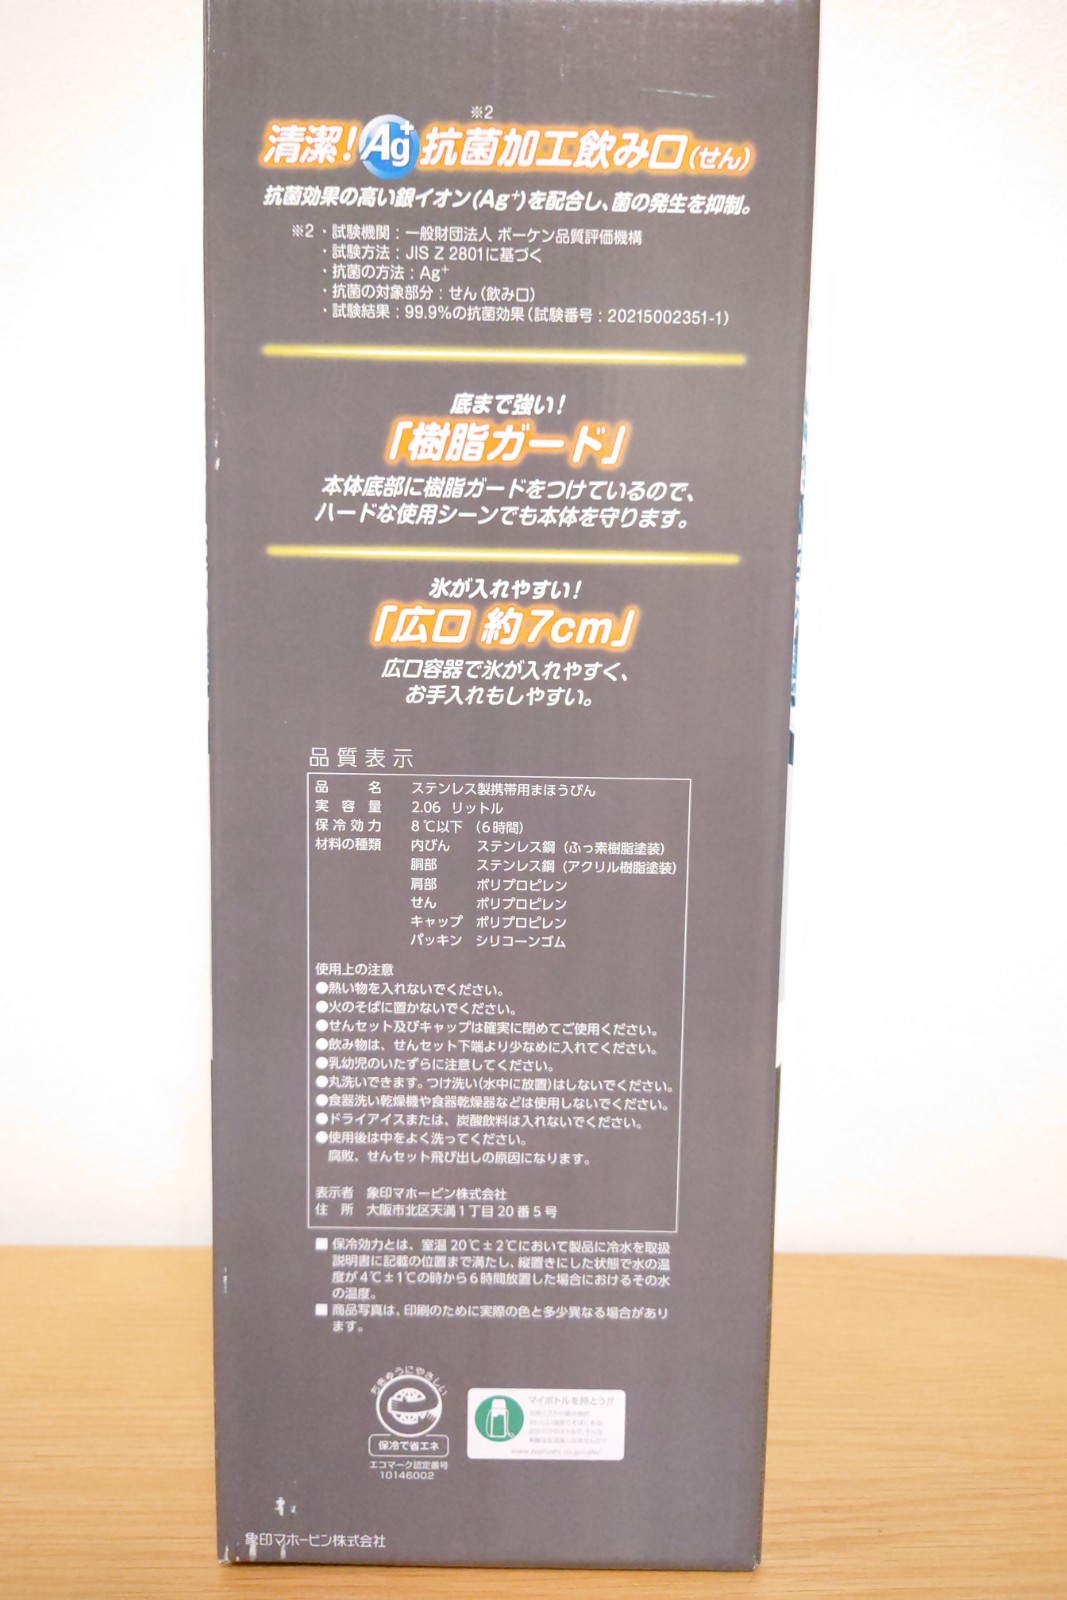 ※2
清潔!Ag⁺抗菌加工飲み口(せん)
抗菌効果の高い銀イオン(Ag⁺)を配合し、菌の発生を抑制。
※2・試験機関:一般財団法人 ボーケン品質評価機構
・試験方法:JIS Z 2801に基づく
・抗菌の方法:Ag⁺
・抗菌の対象部分:せん(飲み口)
・試験結果:99.9%の抗菌効果(試験番号:20215002351-1)
底まで強い!
「樹脂ガード」
本体底部に樹脂ガードをつけているので、
ハードな使用シーンでも本体を守ります。
氷が入れやすい!
「広口 約7cm」
広口容器で氷が入れやすく、
お手入れもしやすい。
品質表示
品名 ステンレス製携帯用まほうびん
実容量 2.06 リットル
保冷効力 8℃以下 (6時間)
材料の種類 内びん ステンレス鋼 (ふっ素樹脂塗装)
胴部 ステンレス鋼 (アクリル樹脂塗装)
肩部 ポリプロピレン
せん ポリプロピレン
キャップ ポリプロピレン
パッキン シリコーンゴム
使用上の注意
●熱い物を入れないでください。
●火のそばに置かないでください。
●せんセット及びキャップは確実に閉めてご使用ください。
●飲み物は、せんセット下端より少なめに入れてください。
●乳幼児のいたずらに注意してください。
●丸洗いできます。つけ洗い(水中に放置)はしないでください。
●食器洗い乾燥機や食器乾燥器などは使用しないでください。
●ドライアイスまたは、炭酸飲料は入れないでください。
●使用後は中をよく洗ってください。
腐敗、せんセット飛び出しの原因になります。
表示者 象印マホービン株式会社
住所 大阪市北区天満1丁目20番5号
■保冷効力とは、室温20℃±2℃において製品に冷水を取扱
説明書に記載の位置まで満たし、縦置きにした状態で水の温
度が4℃±1℃の時から6時間放置した場合におけるその水
の温度。
■商品写真は、印刷のために実際の色と多少異なる場合があり
ます。
ちきゅうにやさしい
保冷で省エネ
エコマーク認定番号
10146002
マイボトルを持とう!!
象印マホービン株式会社